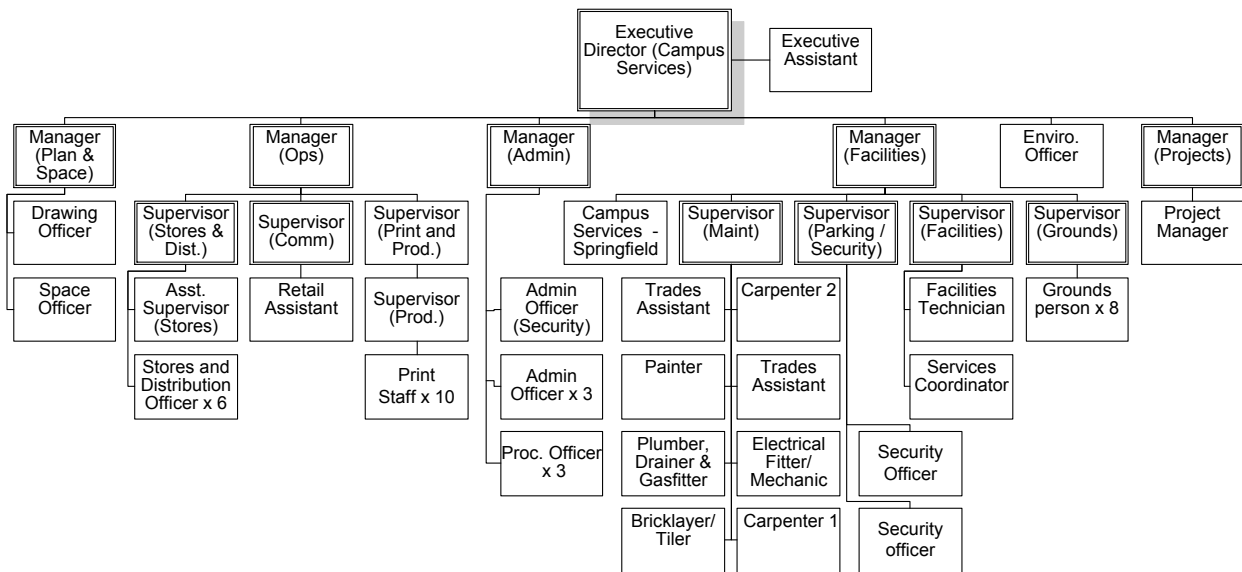 Executive
Director (Campus
Services)
Executive
Assistant
Manager
(Plan &
Space)
Manager
(Ops)
Manager
(Admin)
Manager
(Facilities)
Enviro.
Officer
Manager
(Projects)
Drawing
Officer
Supervisor
(Stores &
Dist.)
Supervisor
(Comm)
Supervisor
(Print and
Prod.)
Campus
Services -
Springfield
Supervisor
(Maint)
Supervisor
(Parking /
Security)
Supervisor
(Facilities)
Supervisor
(Grounds)
Project
Manager
Space
Officer
Asst.
Supervisor
(Stores)
Retail
Assistant
Supervisor
(Prod.)
Admin
Officer
(Security)
Trades
Assistant
Carpenter 2
Facilities
Technician
Grounds
person x 8
Stores and
Distribution
Officer x 6
Print
Staff x 10
Admin
Officer x 3
Painter
Trades
Assistant
Services
Coordinator
Proc. Officer
x 3
Plumber,
Drainer &
Gasfitter
Electrical
Fitter/
Mechanic
Security
Officer
Bricklayer/
Tiler
Carpenter 1
Security
officer